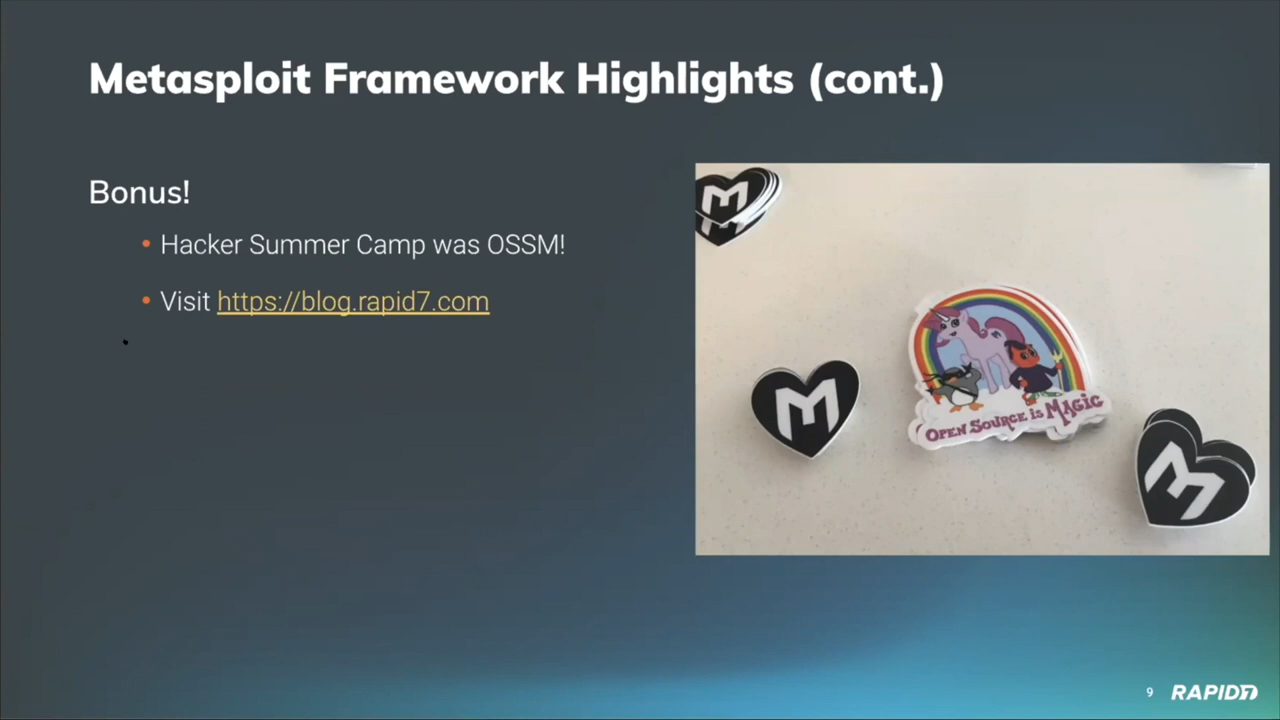 Metasploit Framework Highlights (cont.)
Bonus!
• Hacker Summer Camp was OSSM!
• Visit https://blog.rapid7.com
M
M
OPEN SOURCE is MAGIC
M
9 RAPID7